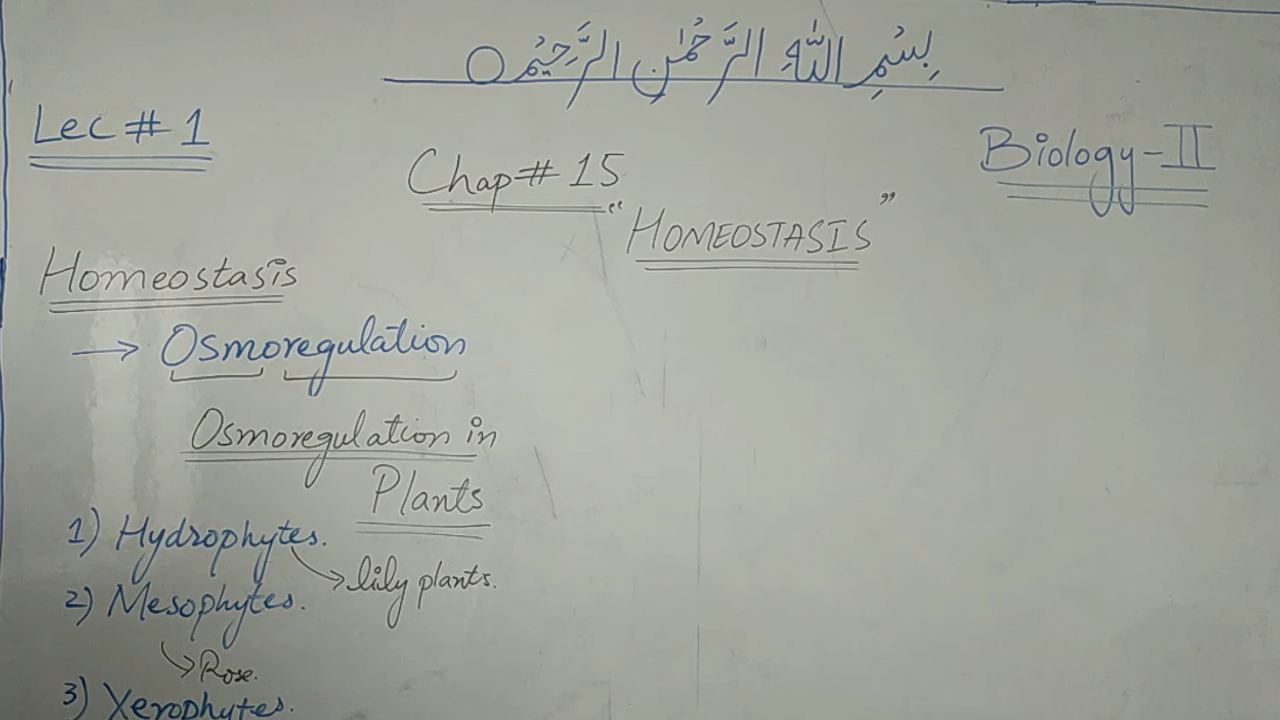 بِسْمِ اللّٰهِ الرَّحْمٰنِ الرَّحِيْمِ ○
Lec # 1
Biology-II
Chap# 15
"HOMEOSTASIS"
Homeostasis
→ Osmoregulation
Osmoregulation in
Plants
1) Hydrophytes.
→ lily plants.
2) Mesophytes.
→ Rose.
3) Xerophytes.